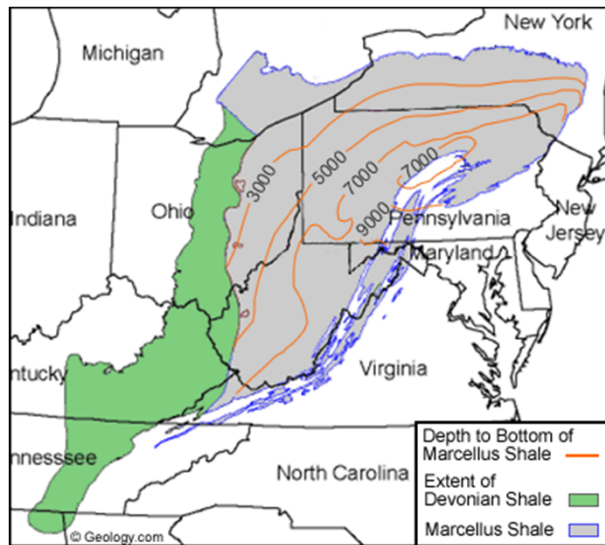 New York
Michigan
3000
5000
7000
7000
9000
Indiana
Ohio
Pennsylvania
New
Jersey
Maryland
ntucky
Virginia
nnesssee
North Carolina
Depth to Bottom of
Marcellus Shale
Extent of
Devonian Shale
Marcellus Shale
© Geology.com